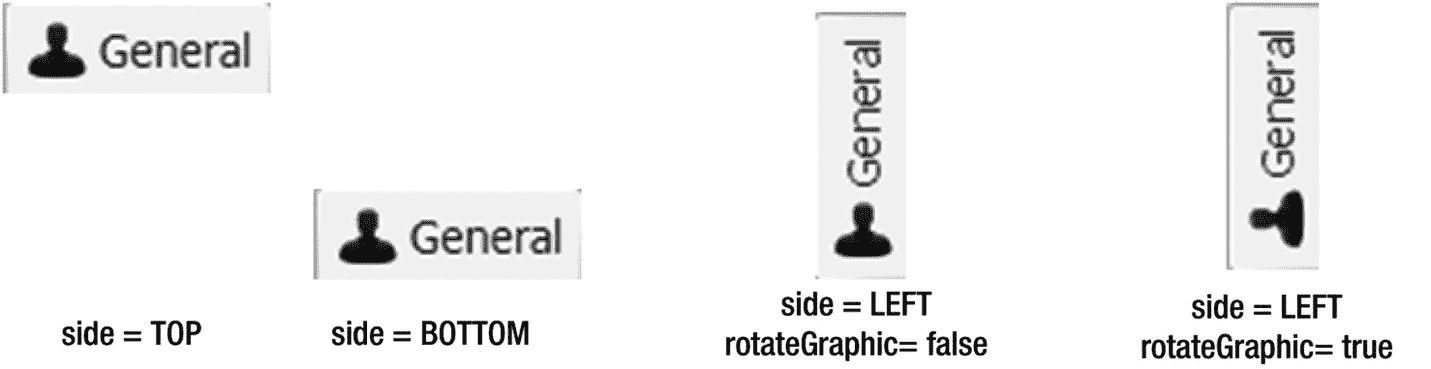 General
side = TOP
General
side = BOTTOM
General
side = LEFT
rotateGraphic= false
General
side = LEFT
rotateGraphic= true